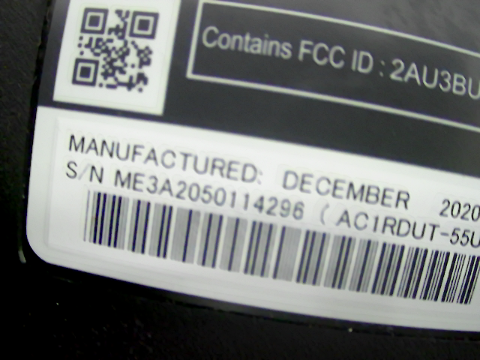 Contains FCC ID : 2AU3BU
MANUFACTURED: DECEMBER 2020
S/N ME3A2050114296 ( AC1RDUT-55U